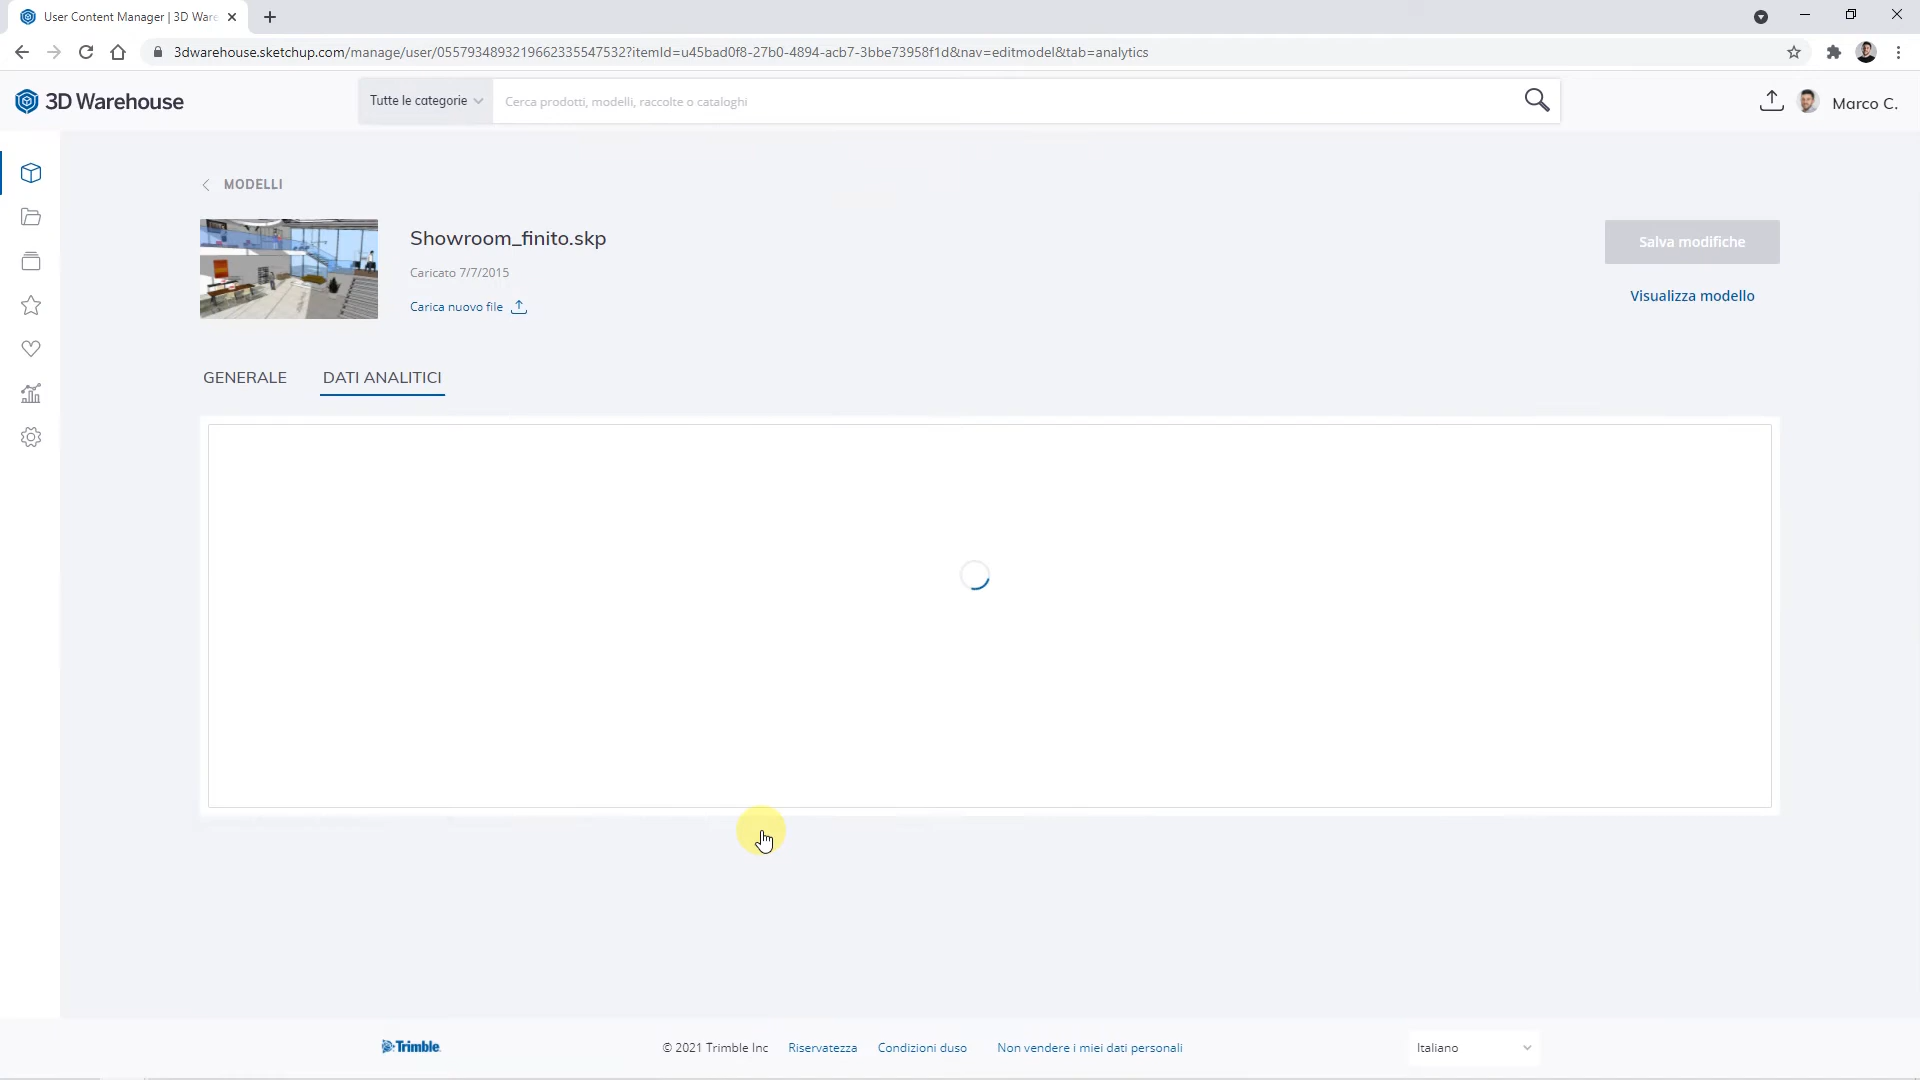 User Content Manager | 3D Ware
3dwarehouse.sketchup.com/manage/user/0557934893219662335547532?itemId=u45bad0f8-27b0-4894-acb7-3bbe73958f1d&nav=editmodel&tab=analytics
3D Warehouse
Tutte le categorie
Cerca prodotti, modelli, raccolte o cataloghi
Marco C.
MODELLI
Showroom_finito.skp
Caricato 7/7/2015
Carica nuovo file
Salva modifiche
Visualizza modello
GENERALE
DATI ANALITICI
Trimble
© 2021 Trimble Inc
Riservatezza
Condizioni duso
Non vendere i miei dati personali
Italiano